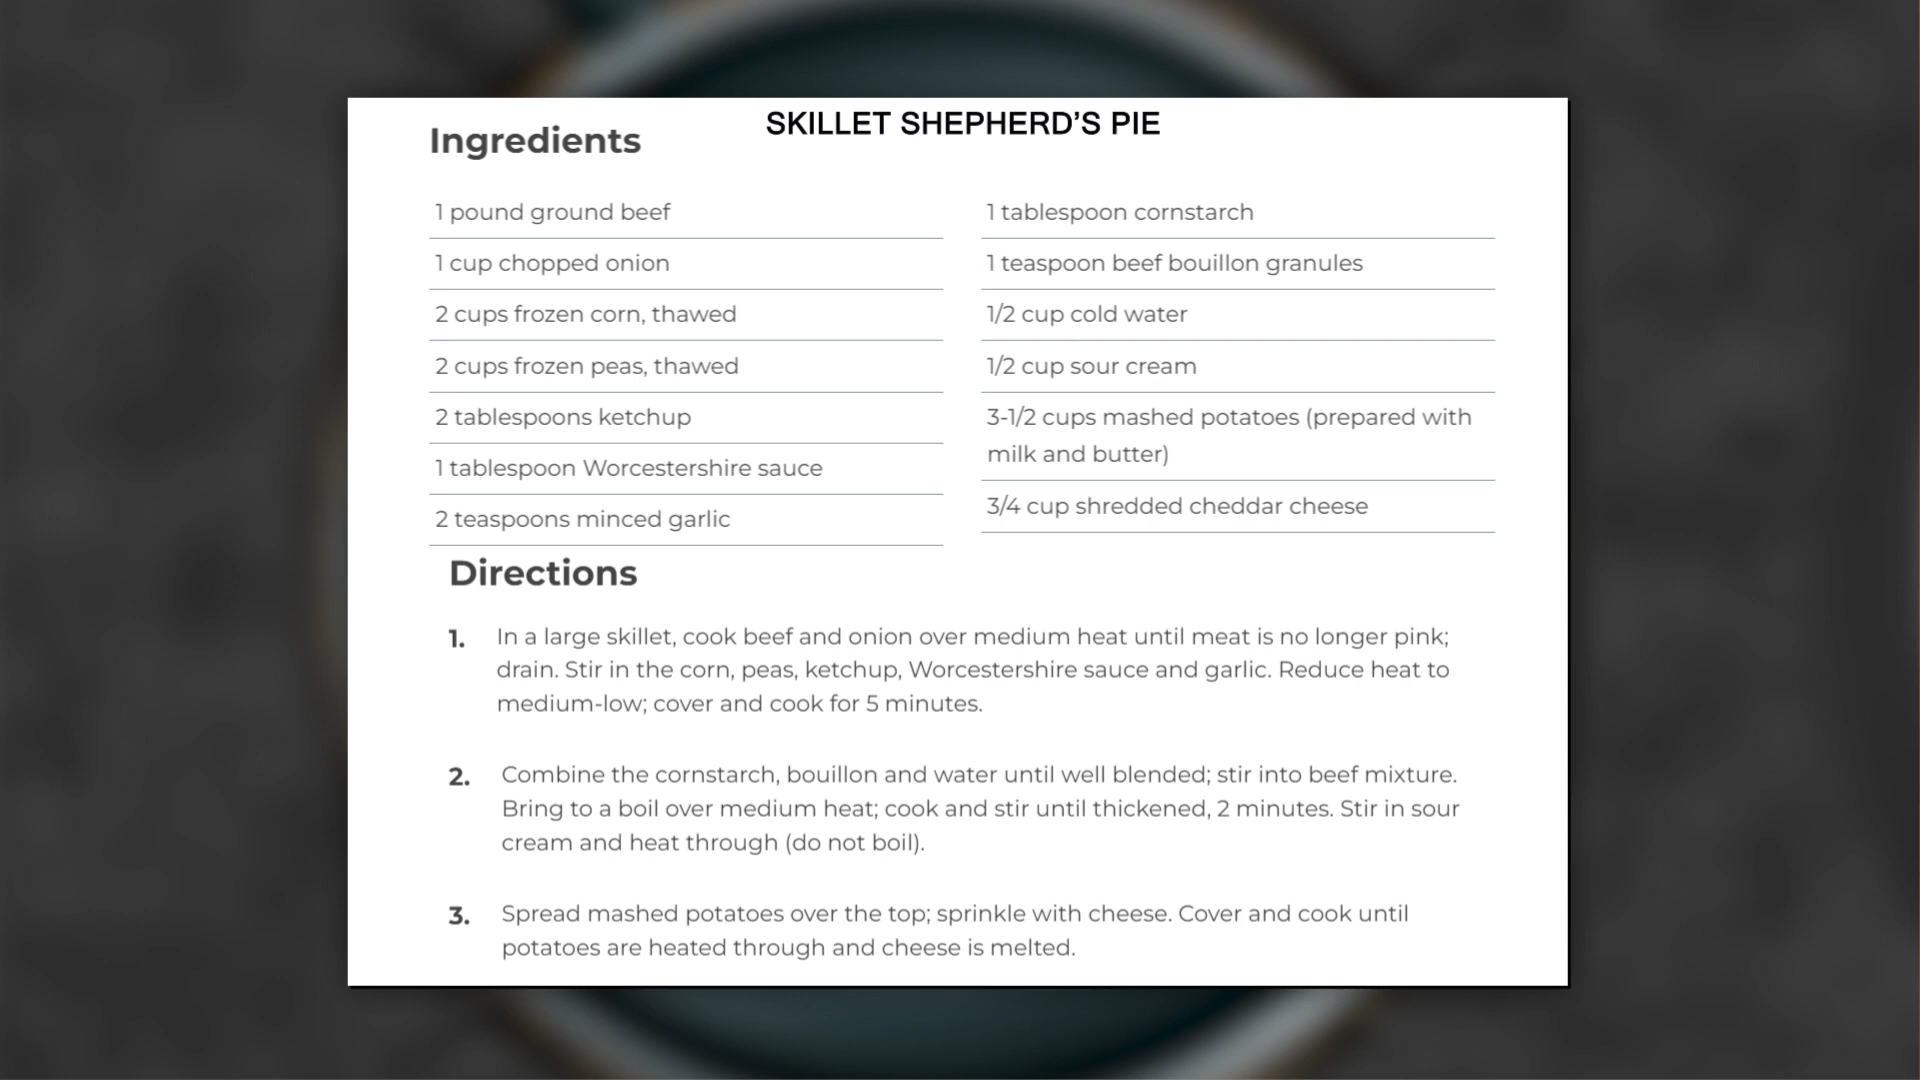 SKILLET SHEPHERD’S PIE
Ingredients
1 pound ground beef
1 cup chopped onion
2 cups frozen corn, thawed
2 cups frozen peas, thawed
2 tablespoons ketchup
1 tablespoon Worcestershire sauce
2 teaspoons minced garlic
1 tablespoon cornstarch
1 teaspoon beef bouillon granules
1/2 cup cold water
1/2 cup sour cream
3-1/2 cups mashed potatoes (prepared with
milk and butter)
3/4 cup shredded cheddar cheese
Directions
1. In a large skillet, cook beef and onion over medium heat until meat is no longer pink;
drain. Stir in the corn, peas, ketchup, Worcestershire sauce and garlic. Reduce heat to
medium-low; cover and cook for 5 minutes.
2. Combine the cornstarch, bouillon and water until well blended; stir into beef mixture.
Bring to a boil over medium heat; cook and stir until thickened, 2 minutes. Stir in sour
cream and heat through (do not boil).
3. Spread mashed potatoes over the top; sprinkle with cheese. Cover and cook until
potatoes are heated through and cheese is melted.